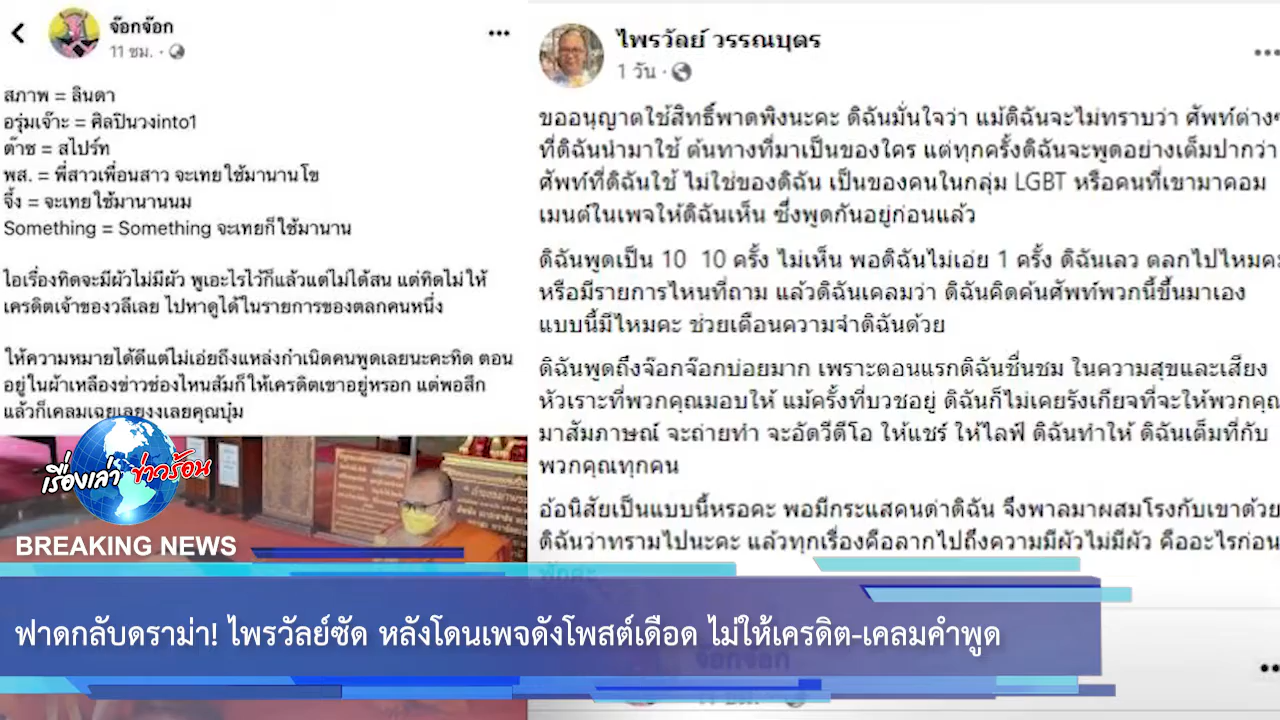 จ๊อกจ๊อก
11 ชม.
สภาพ = ลินดา
อรุ่มเจ๊าะ = ศิลปินวงinto1
ต๊าซ = สไปร์ท
พส. = พี่สาวเพื่อนสาว จะเทยใช้มานานโข
จึ้ง = จะเทยใช้มานานนม
Something = Something จะเทยก็ใช้มานาน
ไอเรื่องทิดจะมีผัวไม่มีผัว พูเอะไรไว้ก็แล้วแต่ไม่ได้สน แต่ทิดไม่ให้
เครดิตเจ้าของวลีเลย ไปหาดูได้ในรายการของตลกคนหนึ่ง
ให้ความหมายได้ดีแต่ไม่เอ่ยถึงแหล่งกำเนิดคนพูดเลยนะคะทิด ตอน
อยู่ในผ้าเหลืองข่าวช่องไหนสัมก็ให้เครดิตเขาอยู่หรอก แต่พอสึก
แล้วก็เคลมเฉยเลยงงเลยคุณบุ๋ม
ไพรวัลย์ วรรณบุตร
1 วัน
ขออนุญาตใช้สิทธิ์พาดพิงนะคะ ดิฉันมั่นใจว่า แม้ดิฉันจะไม่ทราบว่า ศัพท์ต่างๆ
ที่ดิฉันนำมาใช้ ต้นทางที่มาเป็นของใคร แต่ทุกครั้งดิฉันจะพูดอย่างเต็มปากว่า
ศัพท์ที่ดิฉันใช้ ไม่ใช่ของดิฉัน เป็นของคนในกลุ่ม LGBT หรือคนที่เขามาคอม
เมนต์ในเพจให้ดิฉันเห็น ซึ่งพูดกันอยู่ก่อนแล้ว
ดิฉันพูดเป็น 10 10 ครั้ง ไม่เห็น พอดิฉันไม่เอ่ย 1 ครั้ง ดิฉันเลว ตลกไปไหมคะ
หรือมีรายการไหนที่ถาม แล้วดิฉันเคลมว่า ดิฉันคิดค้นศัพท์พวกนี้ขึ้นมาเอง
แบบนี้มีไหมคะ ช่วยเตือนความจำดิฉันด้วย
ดิฉันพูดถึงจ๊อกจ๊อกบ่อยมาก เพราะตอนแรกดิฉันชื่นชม ในความสุขและเสียง
หัวเราะที่พวกคุณมอบให้ แม้ครั้งที่บวชอยู่ ดิฉันก็ไม่เคยรังเกียจที่จะให้พวกคุณ
มาสัมภาษณ์ จะถ่ายทำ จะอัดวีดีโอ ให้แชร์ ให้ไลฟ์ ดิฉันทำให้ ดิฉันเต็มที่กับ
พวกคุณทุกคน
อ้อนิสัยเป็นแบบนี้หรอคะ พอมีกระแสคนด่าดิฉัน จึงพาลมาผสมโรงกับเขาด้วย
ดิฉันว่าทรามไปนะคะ แล้วทุกเรื่องคือลากไปถึงความมีผัวไม่มีผัว คืออะไรก่อน
เรื่องเล่า ข่าวร้อน
BREAKING NEWS
ฟาดกลับดราม่า! ไพรวัลย์ซัด หลังโดนเพจดังโพสต์เดือด ไม่ให้เครดิต-เคลมคำพูด
จ๊อกจ๊อก